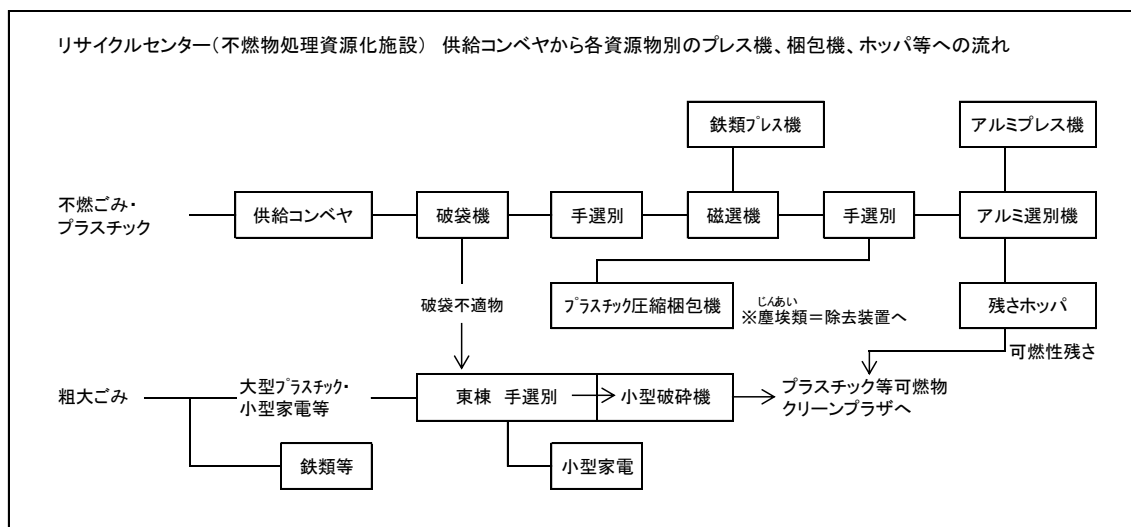 リサイクルセンター(不燃物処理資源化施設) 供給コンベヤから各資源物別のプレス機、梱包機、ホッパ等への流れ
鉄類プレス機
アルミプレス機
不燃ごみ・
プラスチック
供給コンベヤ
破袋機
手選別
磁選機
手選別
アルミ選別機
破袋不適物
プラスチック圧縮梱包機
じんあい
※塵埃類=除去装置へ
残さホッパ
可燃性残さ
粗大ごみ
大型プラスチック・
小型家電等
東棟 手選別
小型破砕機
プラスチック等可燃物
クリーンプラザへ
鉄類等
小型家電